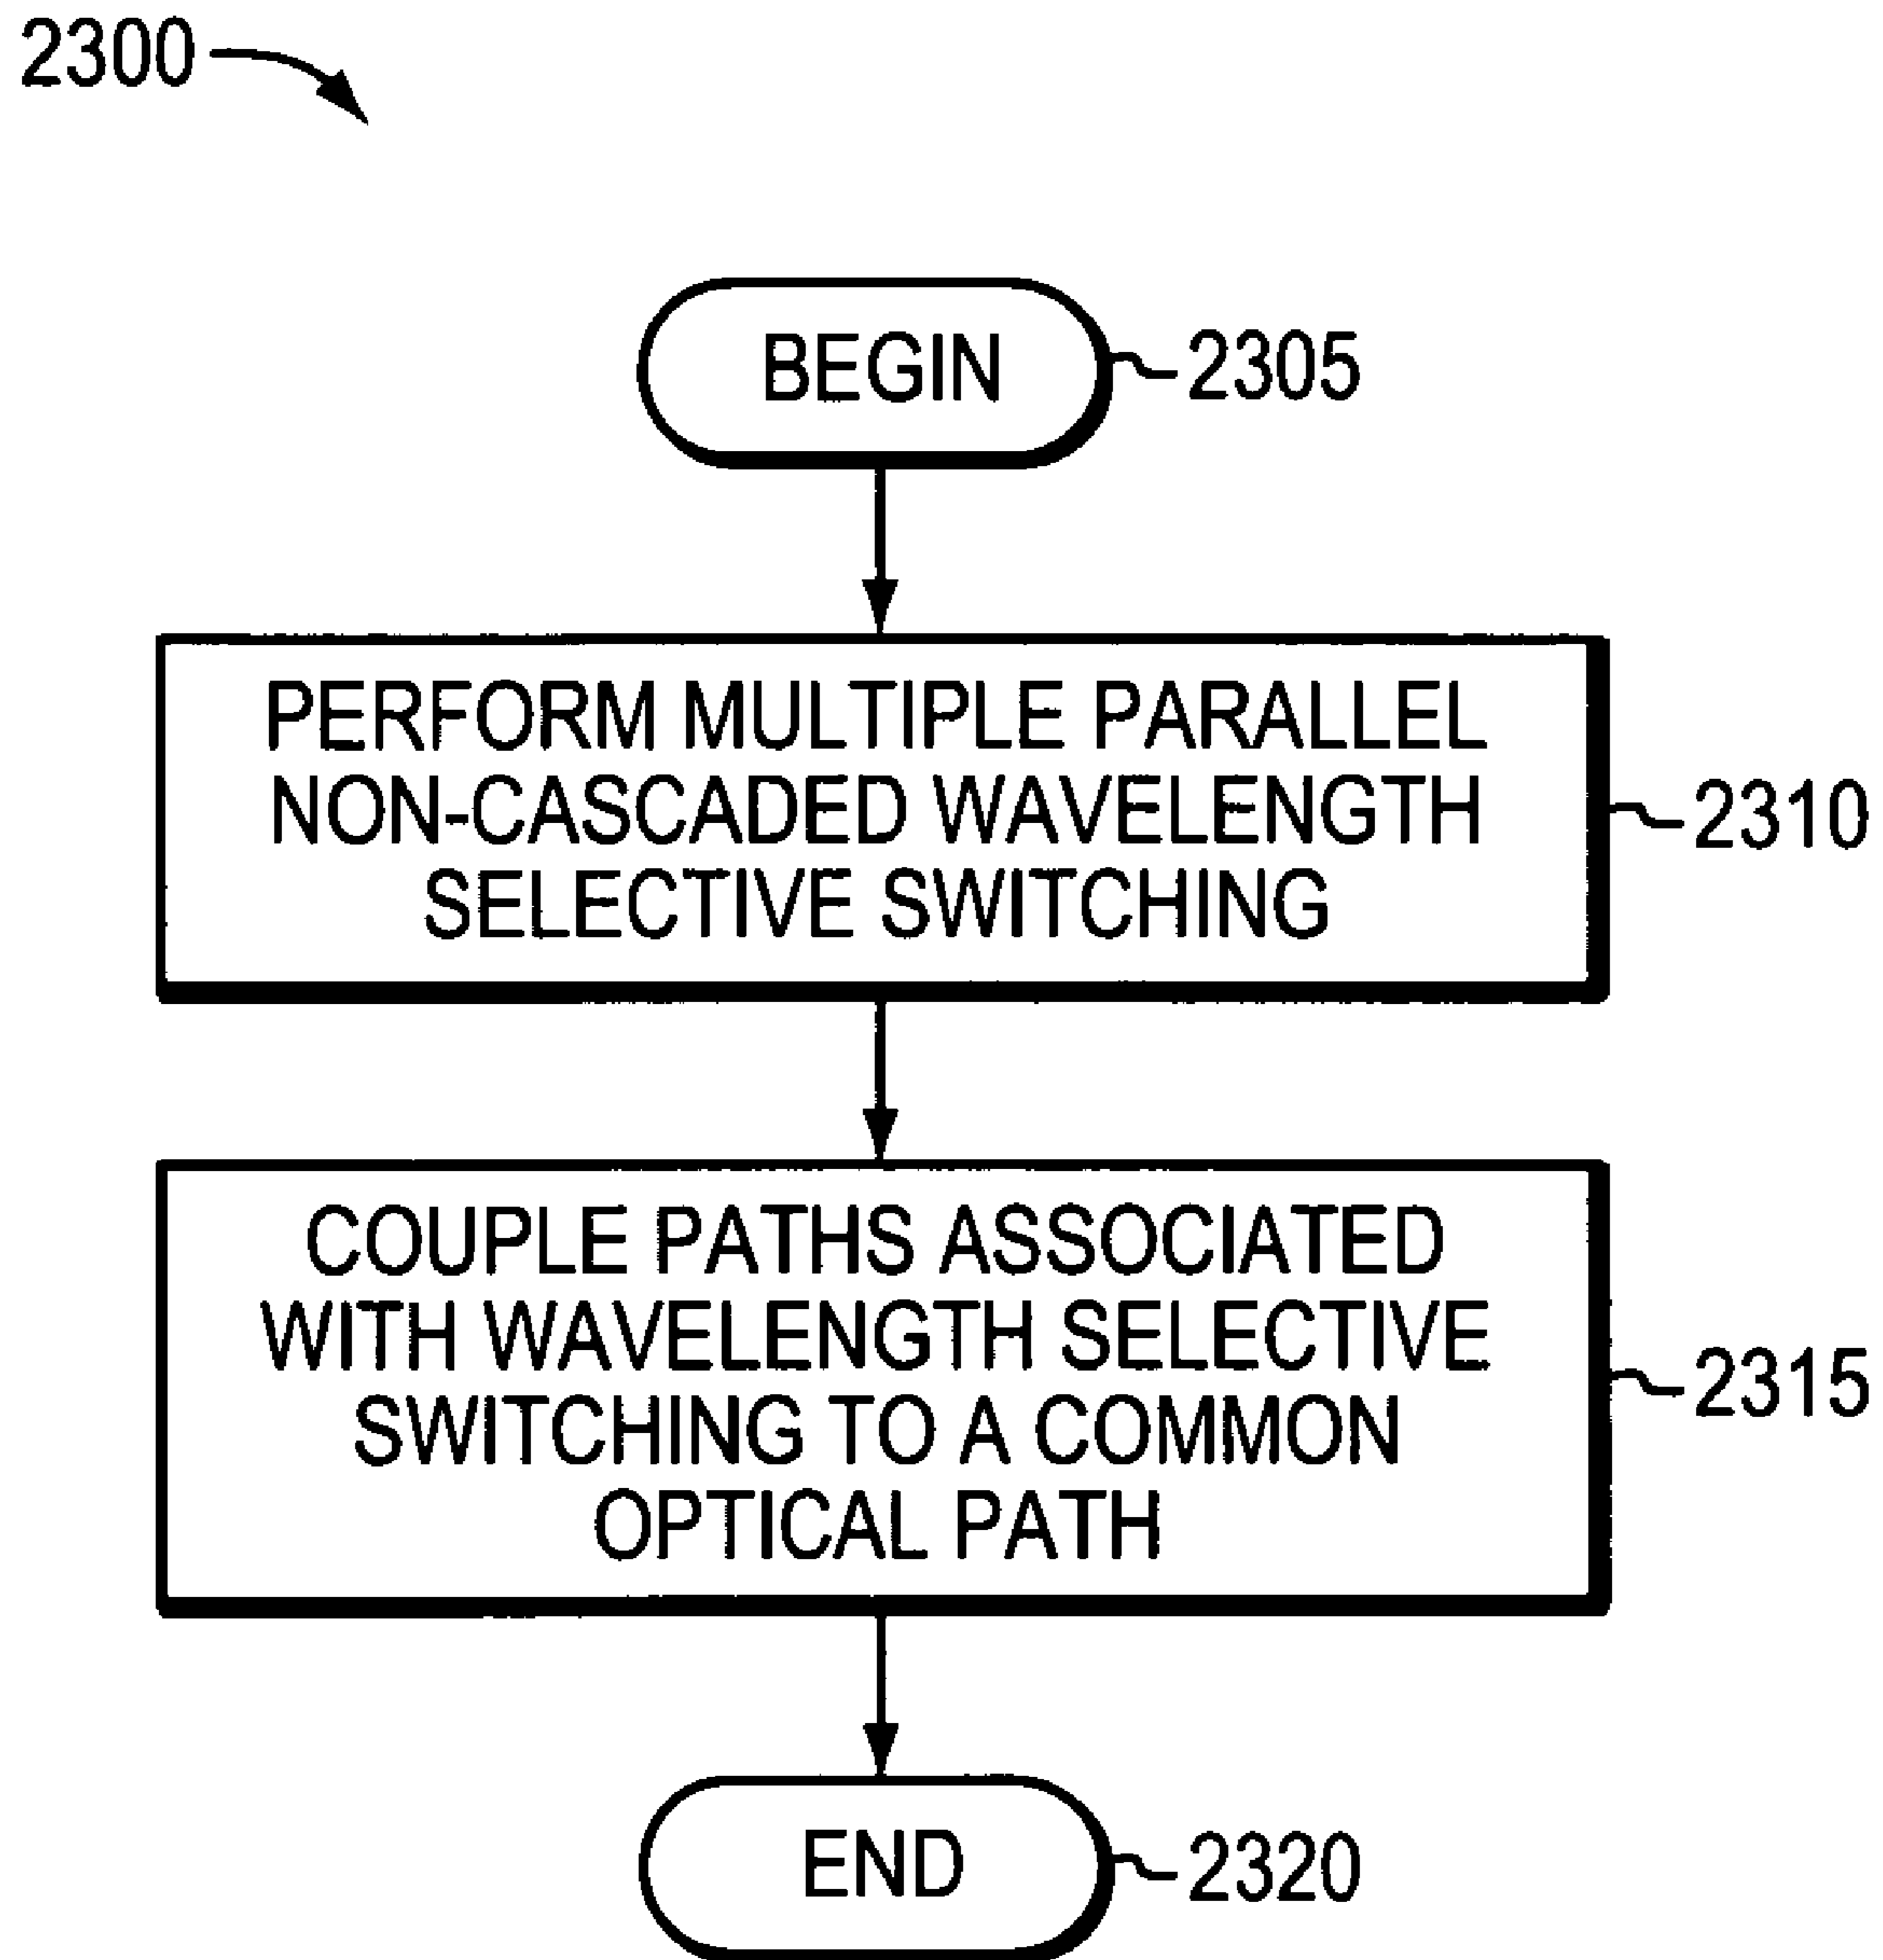 2300
BEGIN
2305
PERFORM MULTIPLE PARALLEL
NON-CASCADED WAVELENGTH
SELECTIVE SWITCHING
2310
COUPLE PATHS ASSOCIATED
WITH WAVELENGTH SELECTIVE
SWITCHING TO A COMMON
OPTICAL PATH
2315
END
2320